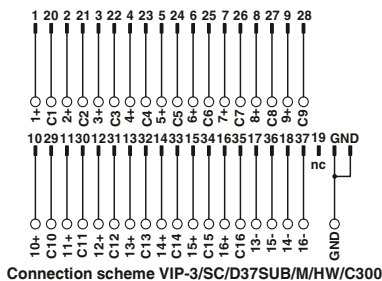 1 20 2 21 3 22 4 23 5 24 6 25 7 26 8 27 9 28
1+ C1 2+ C2 3+ C3 4+ C4 5+ C5 6+ C6 7+ C7 8+ C8 9+ C9
10 29 11 30 12 31 13 32 14 33 15 34 16 35 17 36 18 37 19 GND
nc
10+ C10 11+ C11 12+ C12 13+ C13 14+ C14 15+ C15 16+ C16 13- 15- 14- 16- GND
Connection scheme VIP-3/SC/D37SUB/M/HW/C300